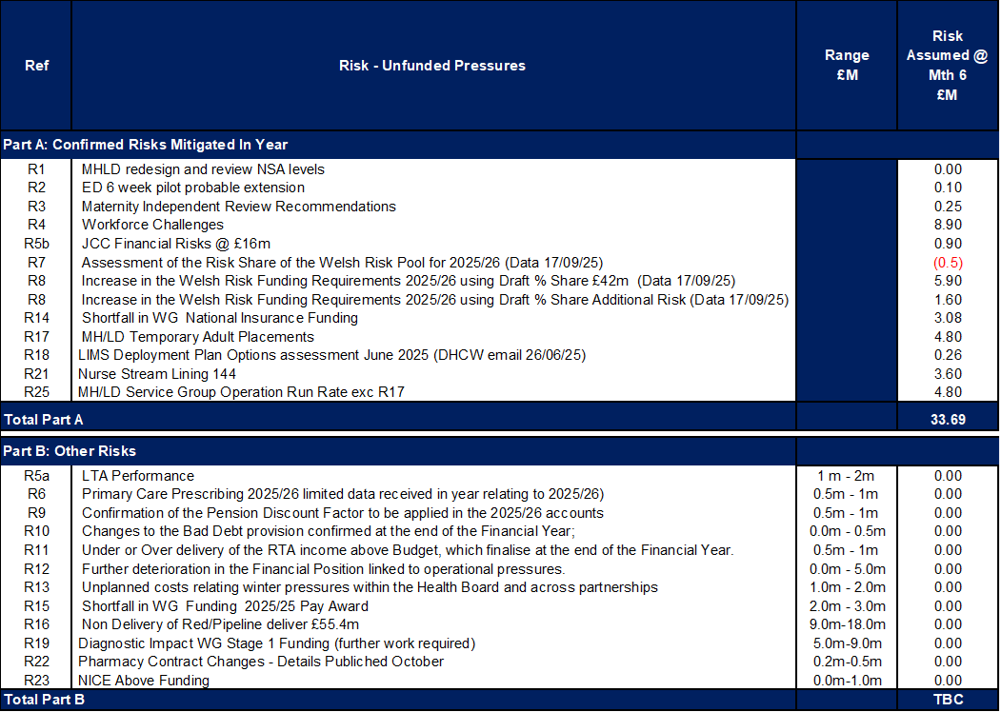 Ref Risk - Unfunded Pressures Range £M Risk Assumed @ Mth 6 £M
Part A: Confirmed Risks Mitigated In Year
R1 MHLD redesign and review NSA levels 0.00
R2 ED 6 week pilot probable extension 0.10
R3 Maternity Independent Review Recommendations 0.25
R4 Workforce Challenges 8.90
R5b JCC Financial Risks @ £16m 0.90
R7 Assessment of the Risk Share of the Welsh Risk Pool for 2025/26 (Data 17/09/25) (0.5)
R8 Increase in the Welsh Risk Funding Requirements 2025/26 using Draft % Share £42m (Data 17/09/25) 5.90
R8 Increase in the Welsh Risk Funding Requirements 2025/26 using Draft % Share Additional Risk (Data 17/09/25) 1.60
R14 Shortfall in WG National Insurance Funding 3.08
R17 MH/LD Temporary Adult Placements 4.80
R18 LIMS Deployment Plan Options assessment June 2025 (DHCW email 26/06/25) 0.26
R21 Nurse Stream Lining 144 3.60
R25 MH/LD Service Group Operation Run Rate exc R17 4.80
Total Part A 33.69
Part B: Other Risks
R5a LTA Performance 1 m - 2m 0.00
R6 Primary Care Prescribing 2025/26 limited data received in year relating to 2025/26) 0.5m - 1m 0.00
R9 Confirmation of the Pension Discount Factor to be applied in the 2025/26 accounts 0.5m - 1m 0.00
R10 Changes to the Bad Debt provision confirmed at the end of the Financial Year; 0.0m - 0.5m 0.00
R11 Under or Over delivery of the RTA income above Budget, which finalise at the end of the Financial Year. 0.5m - 1m 0.00
R12 Further deterioration in the Financial Position linked to operational pressures. 0.0m - 5.0m 0.00
R13 Unplanned costs relating winter pressures within the Health Board and across partnerships 1.0m - 2.0m 0.00
R15 Shortfall in WG Funding 2025/25 Pay Award 2.0m - 3.0m 0.00
R16 Non Delivery of Red/Pipeline deliver £55.4m 9.0m-18.0m 0.00
R19 Diagnostic Impact WG Stage 1 Funding (further work required) 5.0m-9.0m 0.00
R22 Pharmacy Contract Changes - Details Publiched October 0.2m-0.5m 0.00
R23 NICE Above Funding 0.0m-1.0m 0.00
Total Part B TBC